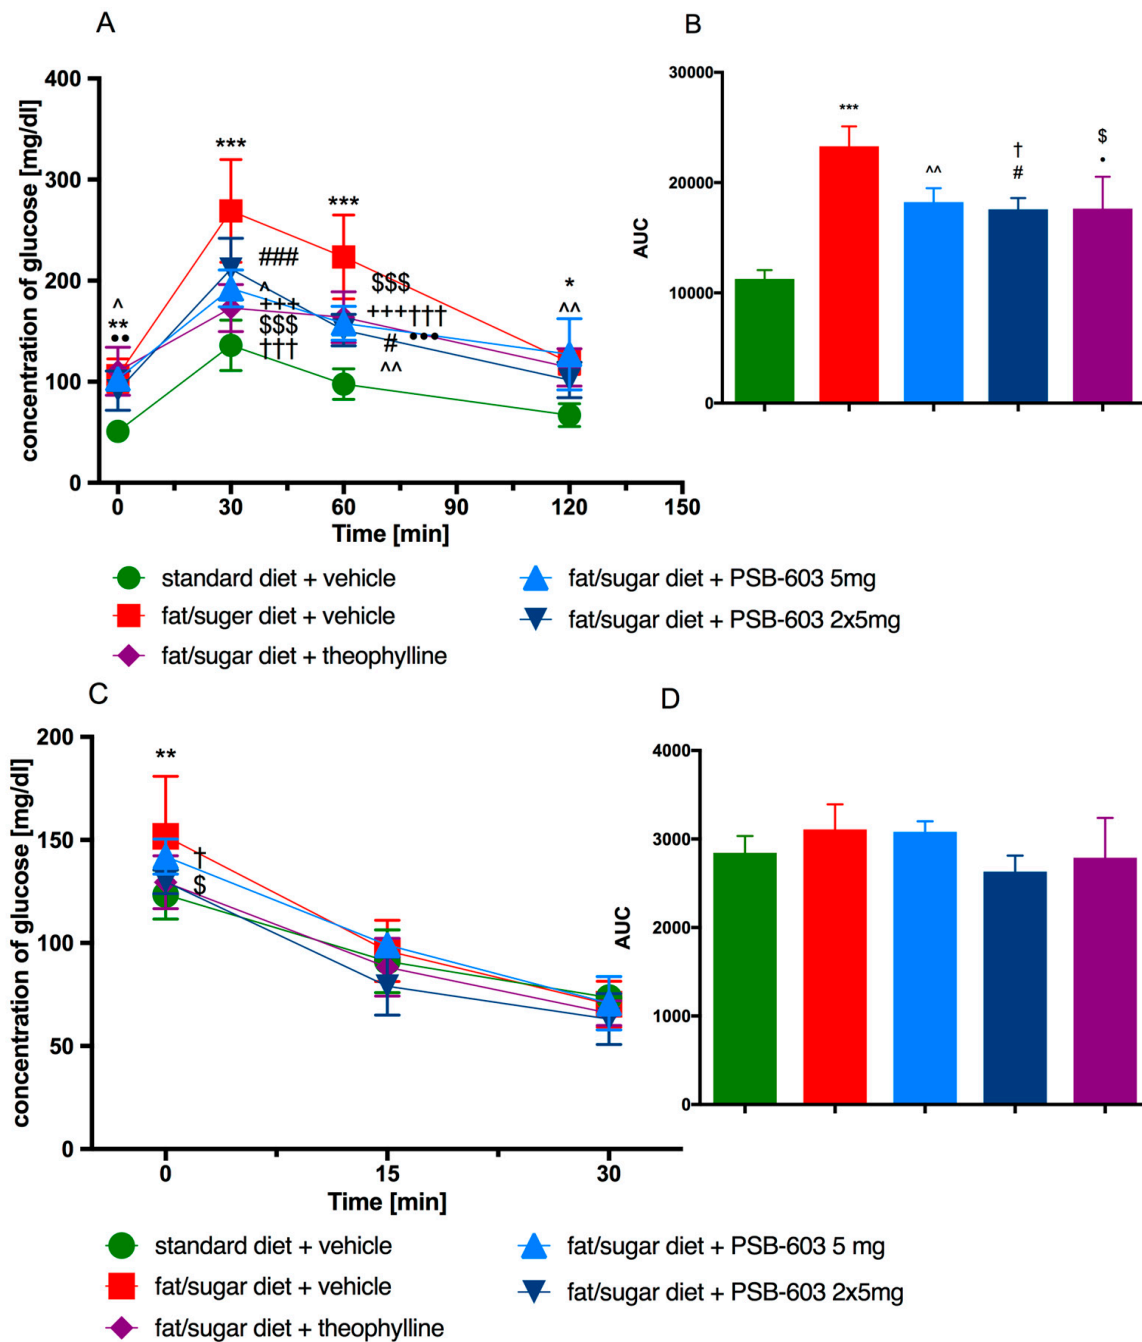 A
B
concentration of glucose [mg/dl]
400
300
200
100
0
***
***
###
^
+++
$$$
†††
$$$
+++†††
•••
#
^^
^
**
••
*
^^
0
30
60
90
120
150
Time [min]
AUC
30000
20000
10000
0
***
^^
†
#
$
•
standard diet + vehicle
fat/suger diet + vehicle
fat/sugar diet + theophylline
fat/sugar diet + PSB-603 5mg
fat/sugar diet + PSB-603 2x5mg
C
D
concentration of glucose [mg/dl]
200
150
100
50
0
**
†
$
0
15
30
Time [min]
AUC
4000
3000
2000
1000
0
standard diet + vehicle
fat/sugar diet + vehicle
fat/sugar diet + theophylline
fat/sugar diet + PSB-603 5 mg
fat/sugar diet + PSB-603 2x5mg